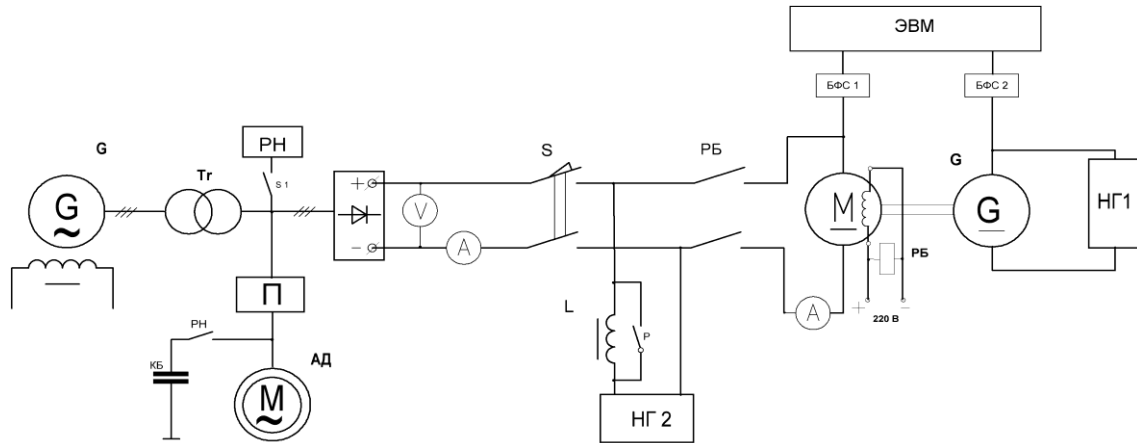 ЭВМ
БФС 1
БФС 2
G
Tr
РН
S 1
S
РБ
G
G
~
+
-
V
A
M
G
НГ1
РБ
+
-
220 В
A
П
L
P
РН
КБ
АД
M
~
НГ 2